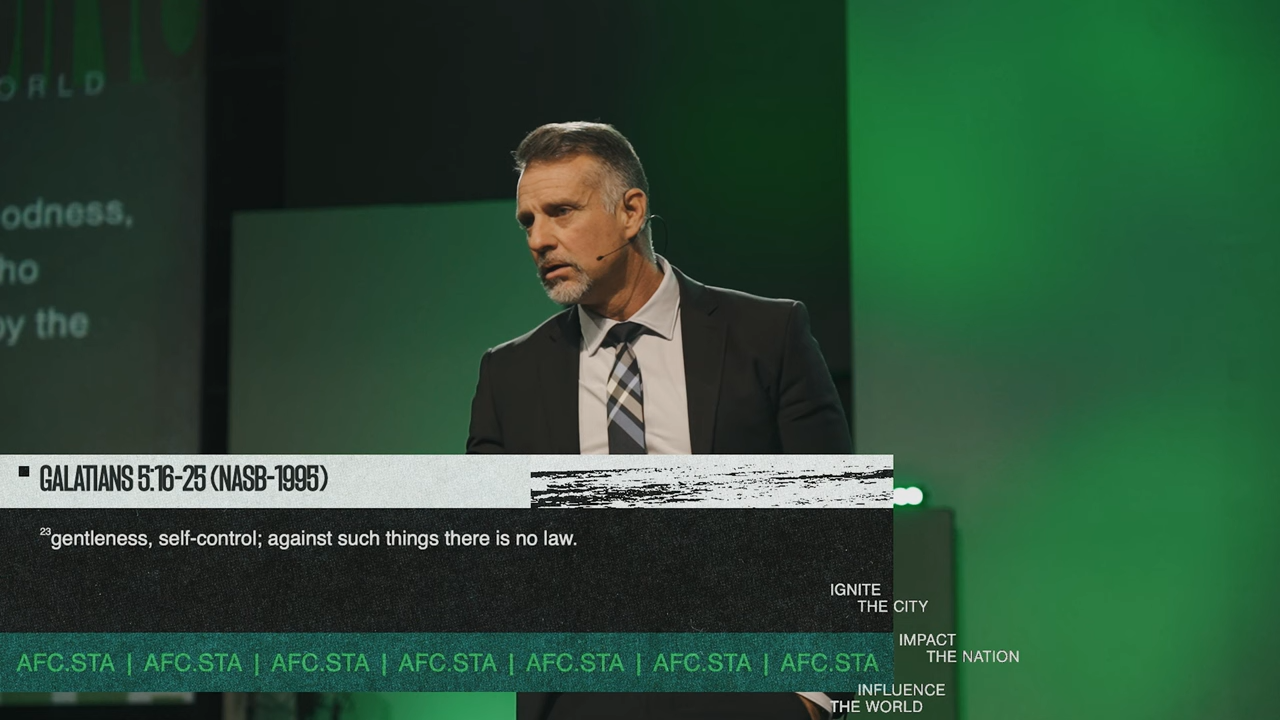 ORLD
odness,
ho
by the
GALATIANS 5:16-25 (NASB-1995)
23gentleness, self-control; against such things there is no law.
IGNITE
THE CITY
IMPACT
THE NATION
INFLUENCE
THE WORLD
AFC.STA | AFC.STA | AFC.STA | AFC.STA | AFC.STA | AFC.STA | AFC.STA